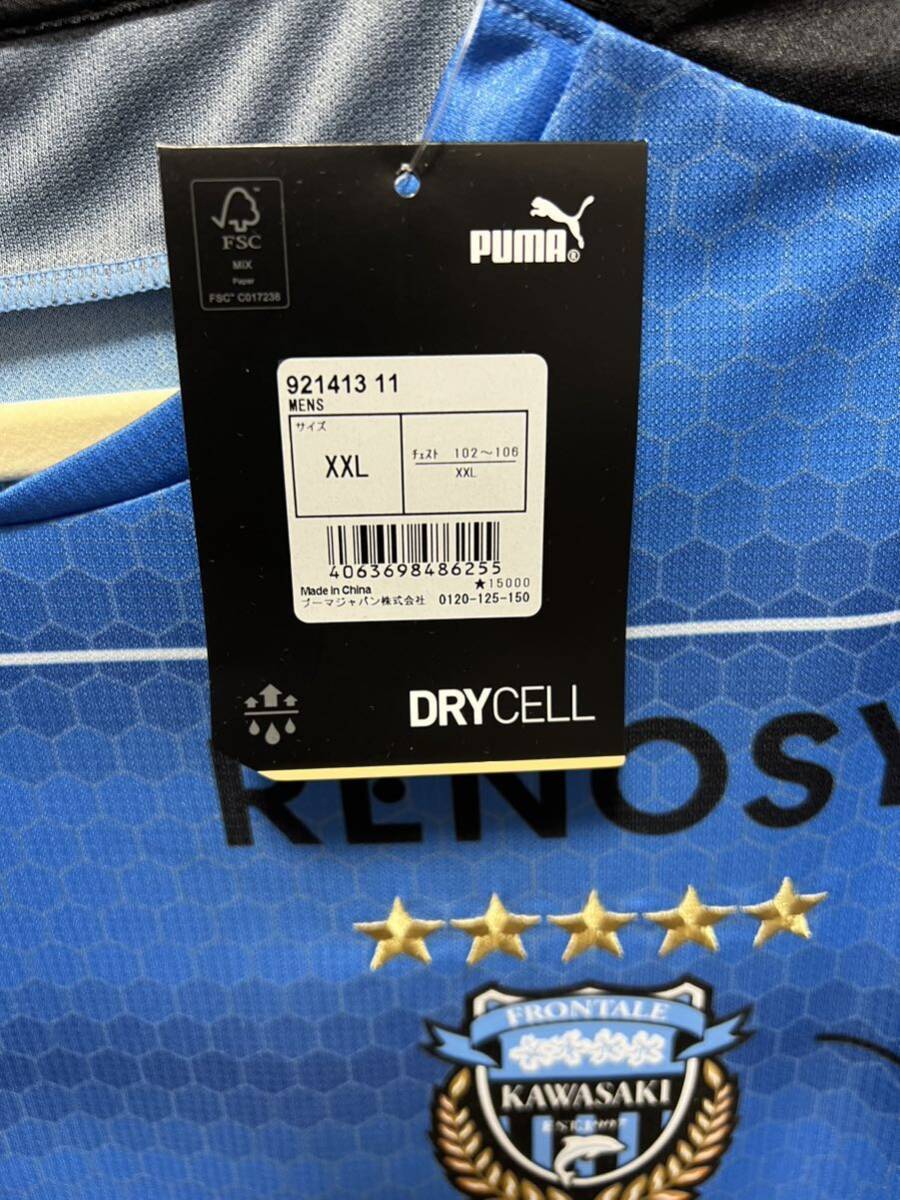 FSC
MIX
Paper
FSC™ C017238
PUMA®
921413 11
MENS
サイズ
XXL
チェスト 102～106
XXL
4063698486255
★15000
Made in China
プーマジャパン株式会社 0120-125-150
DRYCELL
RENOSY
FRONTALE
KAWASAKI